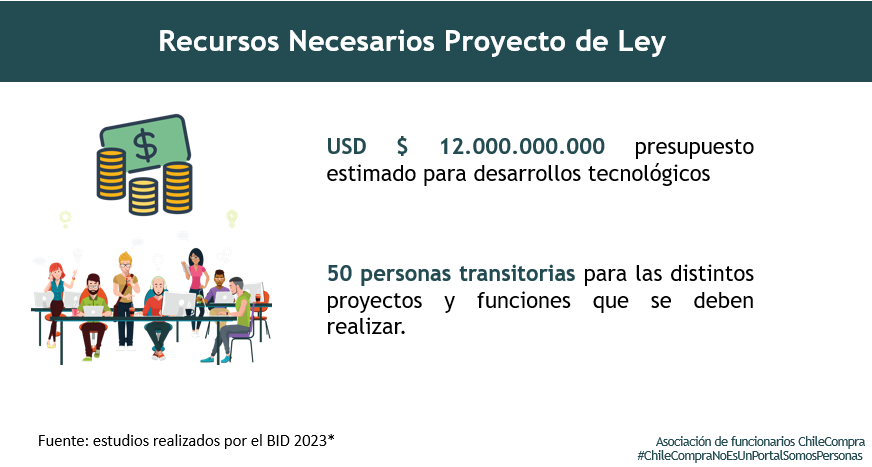 Recursos Necesarios Proyecto de Ley
$
USD $ 12.000.000.000 presupuesto
estimado para desarrollos tecnológicos
50 personas transitorias para las distintos
proyectos y funciones que se deben
realizar.
Fuente: estudios realizados por el BID 2023*
Asociación de funcionarios ChileCompra
#ChileCompraNoEsUnPortalSomosPersonas